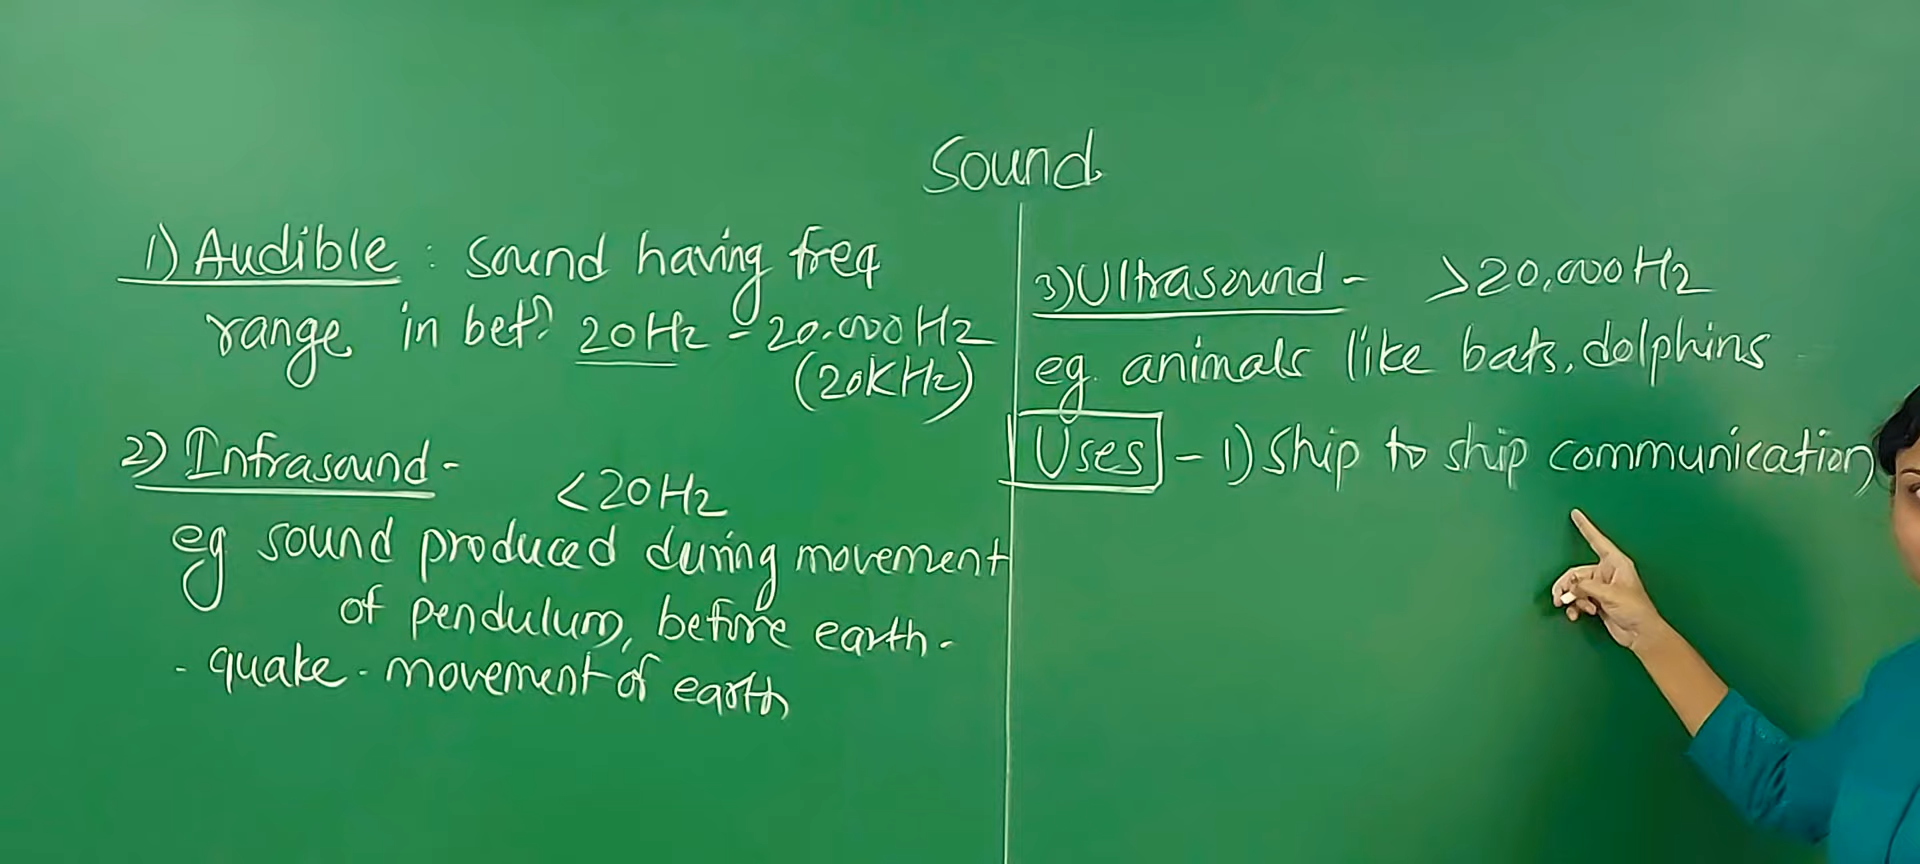 Sound
1) Audible : sound having freq
range in betⁿ 20Hz - 20,000Hz
(20KHz)
2) Infrasound -
<20Hz
eg sound produced during movement
of pendulum, before earth-
- quake - movement of earth
3) Ultrasound - >20,000Hz
eg. animals like bats, dolphins
Uses - 1) Ship to ship communication